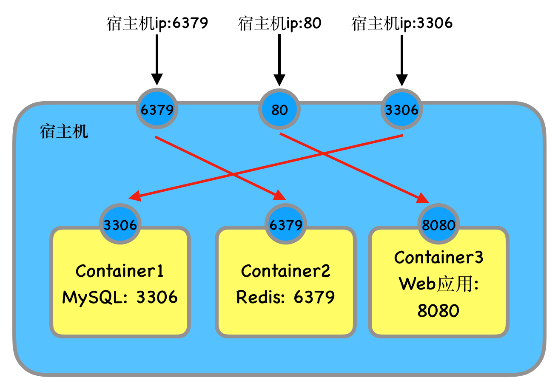 宿主机ip:6379
宿主机ip:80
宿主机ip:3306
6379
80
3306
宿主机
3306
6379
8080
Container1
MySQL: 3306
Container2
Redis: 6379
Container3
Web应用:
8080